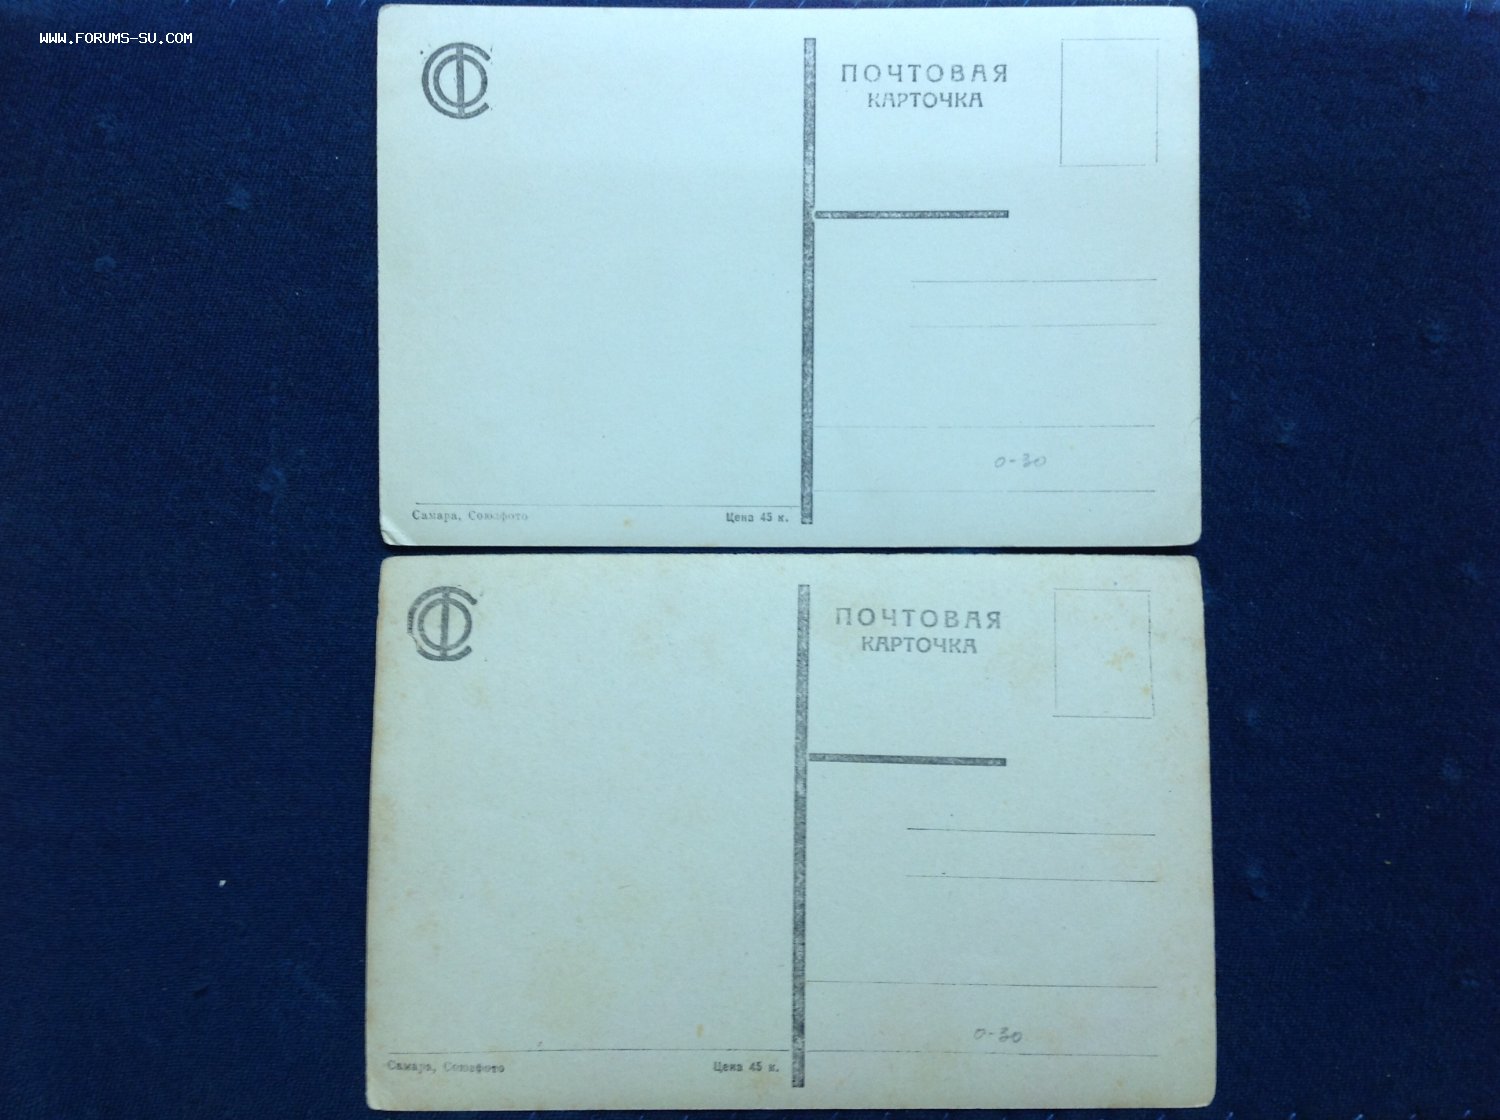 WWW.FORUMS-SU.COM
ПОЧТОВАЯ
КАРТОЧКА
0-30
Самара, Союзфото
Цена 45 к.
ПОЧТОВАЯ
КАРТОЧКА
0-30
Самара, Союзфото
Цена 45 к.